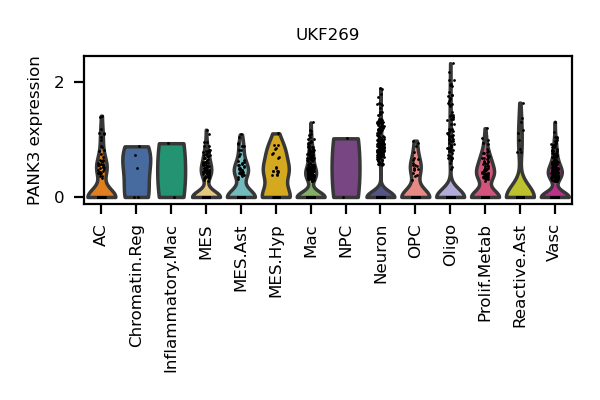 UKF269
PANK3 expression
2
0
AC
Chromatin.Reg
Inflammatory.Mac
MES
MES.Ast
MES.Hyp
Mac
NPC
Neuron
OPC
Oligo
Prolif.Metab
Reactive.Ast
Vasc